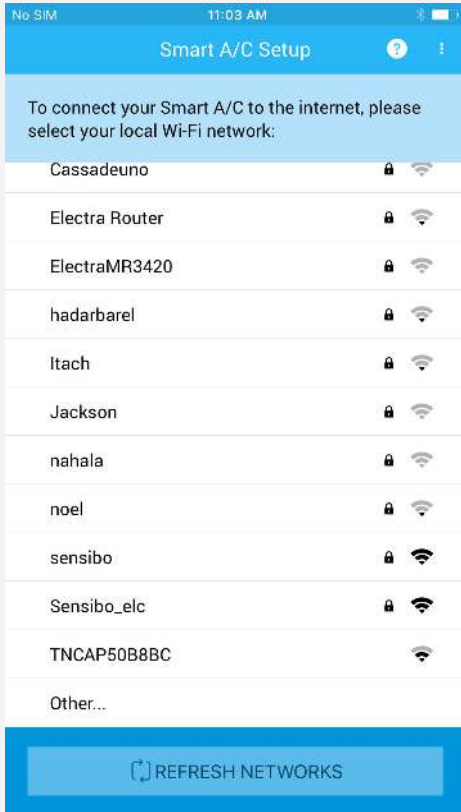 No SIM 11:03 AM
Smart A/C Setup ?
To connect your Smart A/C to the internet, please
select your local Wi-Fi network:
Cassadeuno
Electra Router
ElectraMR3420
hadarbarel
Itach
Jackson
nahala
noel
sensibo
Sensibo_elc
TNCAP50B8BC
Other...
REFRESH NETWORKS